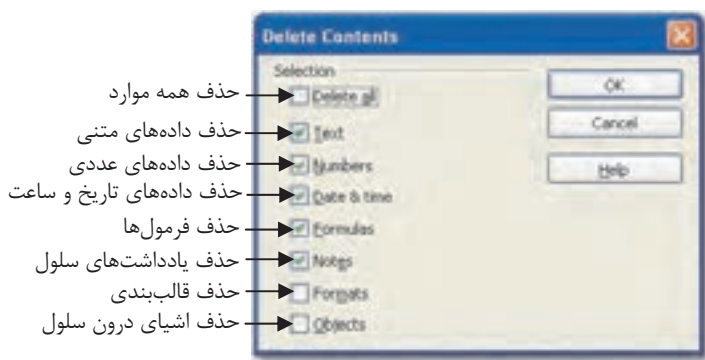 Delete Contents
Selection
حذف همه موارد
Delete all
OK
حذف داده‌های متنی
Text
Cancel
حذف داده‌های عددی
Numbers
Help
حذف داده‌های تاریخ و ساعت
Date & time
حذف فرمول‌ها
Formulas
حذف یادداشت‌های سلول
Notes
حذف قالب‌بندی
Formats
حذف اشیای درون سلول
Objects